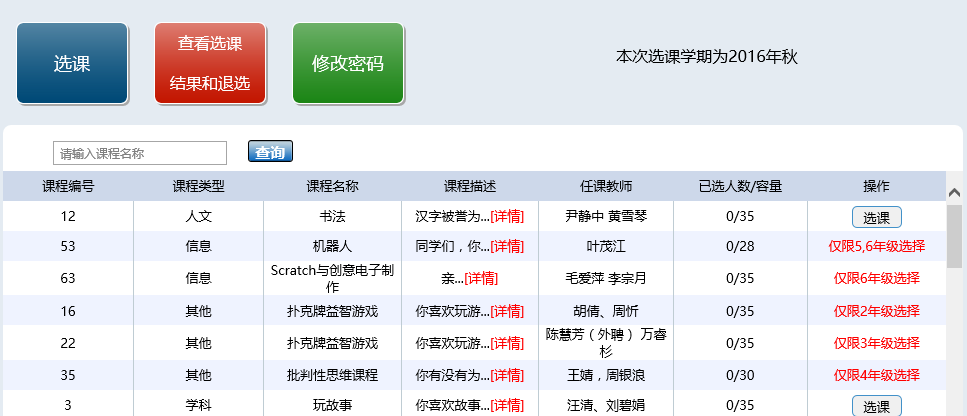 选课
查看选课
结果和退选
修改密码
本次选课学期为2016年秋
请输入课程名称
查询
课程编号 课程类型 课程名称 课程描述 任课教师 已选人数/容量 操作
12 人文 书法 汉字被誉为...[详情] 尹静中 黄雪琴 0/35 选课
53 信息 机器人 同学们，你...[详情] 叶茂江 0/28 仅限5,6年级选择
63 信息 Scratch与创意电子制
作 亲...[详情] 毛爱萍 李宗月 0/35 仅限6年级选择
16 其他 扑克牌益智游戏 你喜欢玩游...[详情] 胡倩、周忻 0/35 仅限2年级选择
22 其他 扑克牌益智游戏 你喜欢玩游...[详情] 陈慧芳（外聘） 万睿
杉 0/35 仅限3年级选择
35 其他 批判性思维课程 你有没有为...[详情] 王婧，周银浪 0/30 仅限4年级选择
3 学科 玩故事 你喜欢故事...[详情] 汪清、刘碧娟 0/35 选课